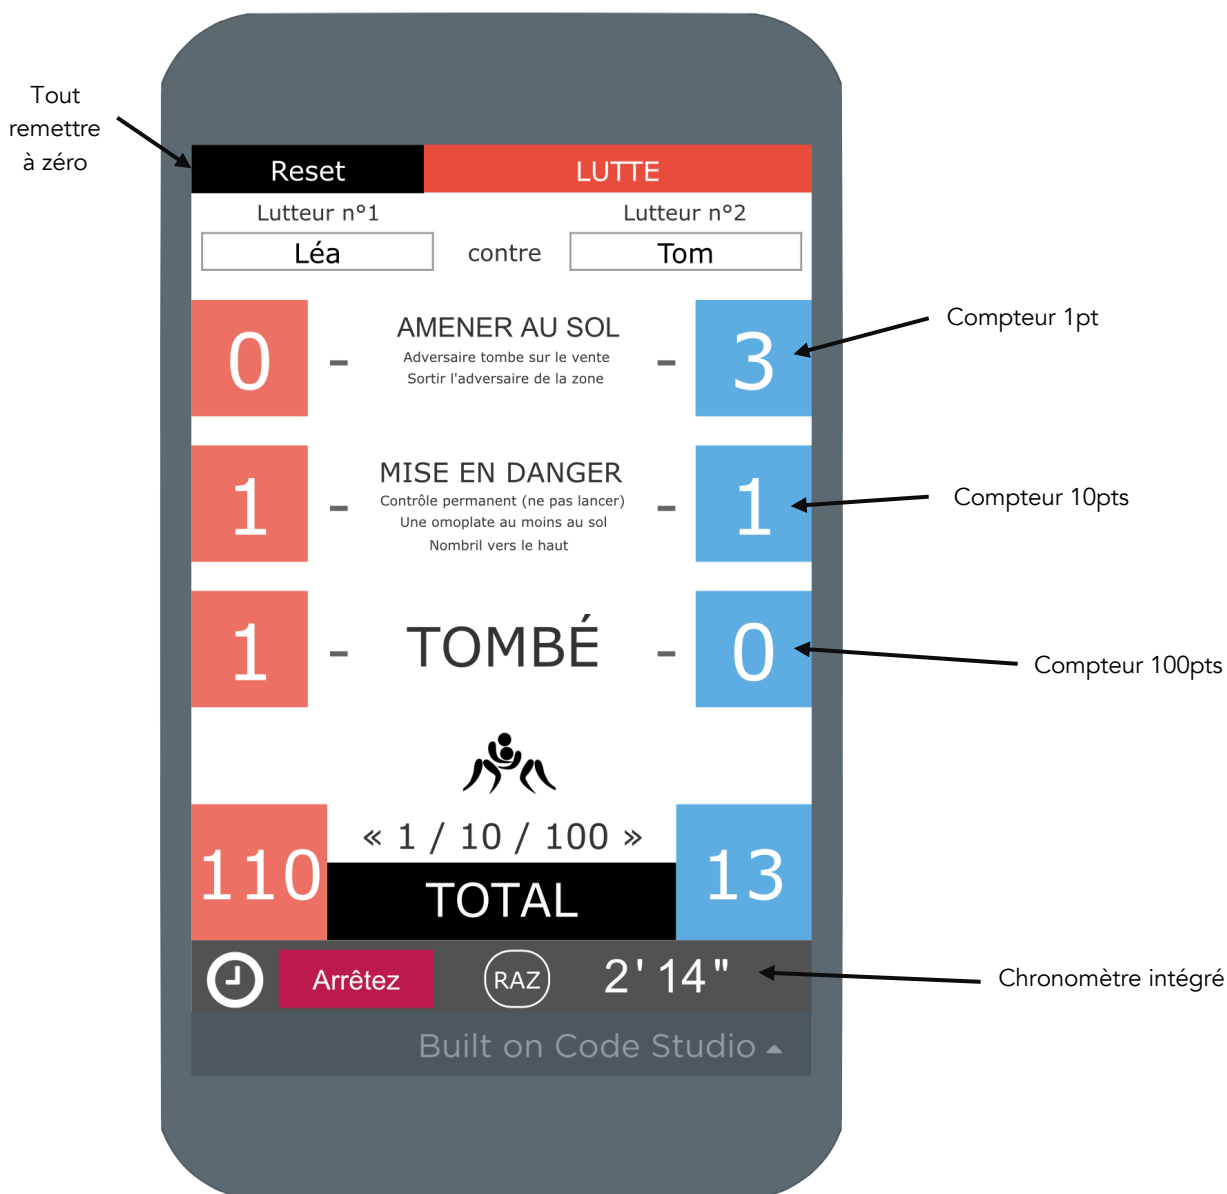 Tout
remettre
à zéro
Reset
LUTTE
Lutteur n°1
Lutteur n°2
Léa
contre
Tom
0
-
AMENER AU SOL
Adversaire tombe sur le vente
Sortir l'adversaire de la zone
-
3
Compteur 1pt
1
-
MISE EN DANGER
Contrôle permanent (ne pas lancer)
Une omoplate au moins au sol
Nombril vers le haut
-
1
Compteur 10pts
1
-
TOMBÉ
-
0
Compteur 100pts
« 1 / 10 / 100 »
110
TOTAL
13
Arrêtez
RAZ
2' 14"
Chronomètre intégré
Built on Code Studio